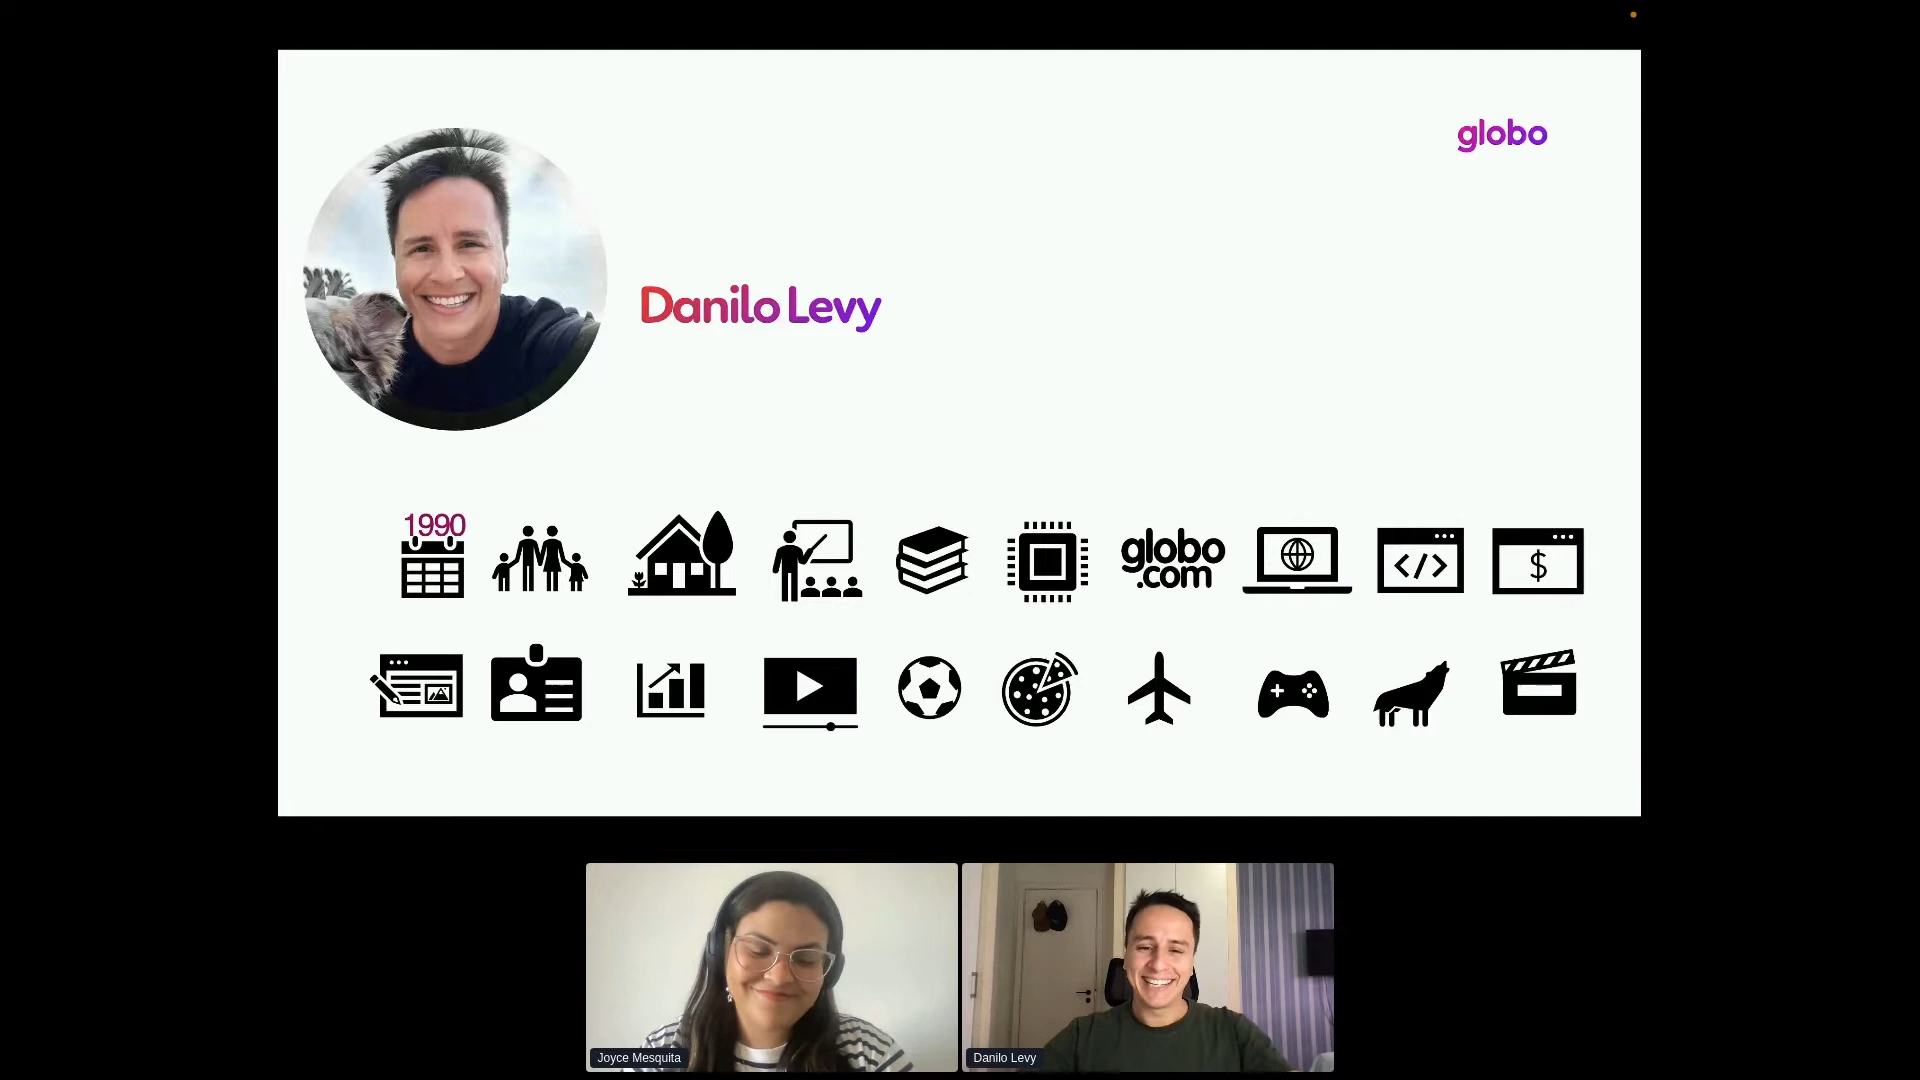 globo
Danilo Levy
1990
globo
.com
</>
$
Joyce Mesquita
Danilo Levy